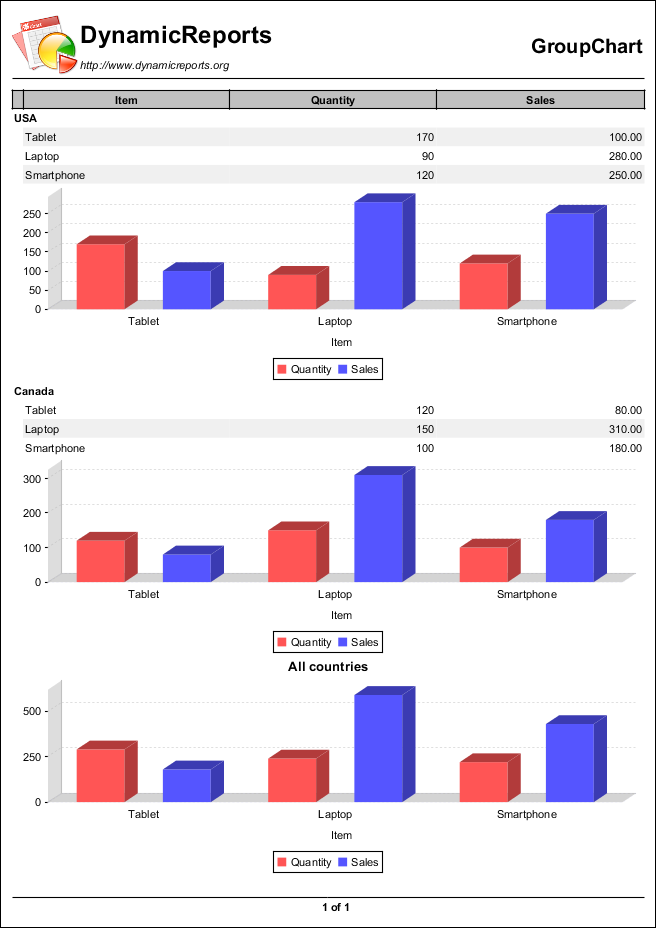 DynamicReports
http://www.dynamicreports.org
GroupChart
Item Quantity Sales
USA
Tablet 170 100.00
Laptop 90 280.00
Smartphone 120 250.00
250
200
150
100
50
0
Tablet Laptop Smartphone
Item
Quantity Sales
Canada
Tablet 120 80.00
Laptop 150 310.00
Smartphone 100 180.00
300
200
100
0
Tablet Laptop Smartphone
Item
Quantity Sales
All countries
500
250
0
Tablet Laptop Smartphone
Item
Quantity Sales
1 of 1